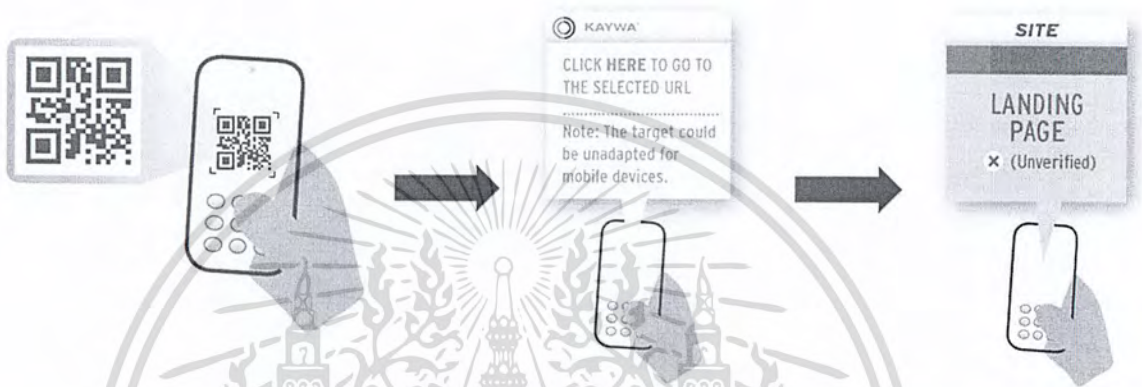 KAYWA
CLICK HERE TO GO TO
THE SELECTED URL
Note: The target could
be unadapted for
mobile devices.
SITE
LANDING
PAGE
X (Unverified)